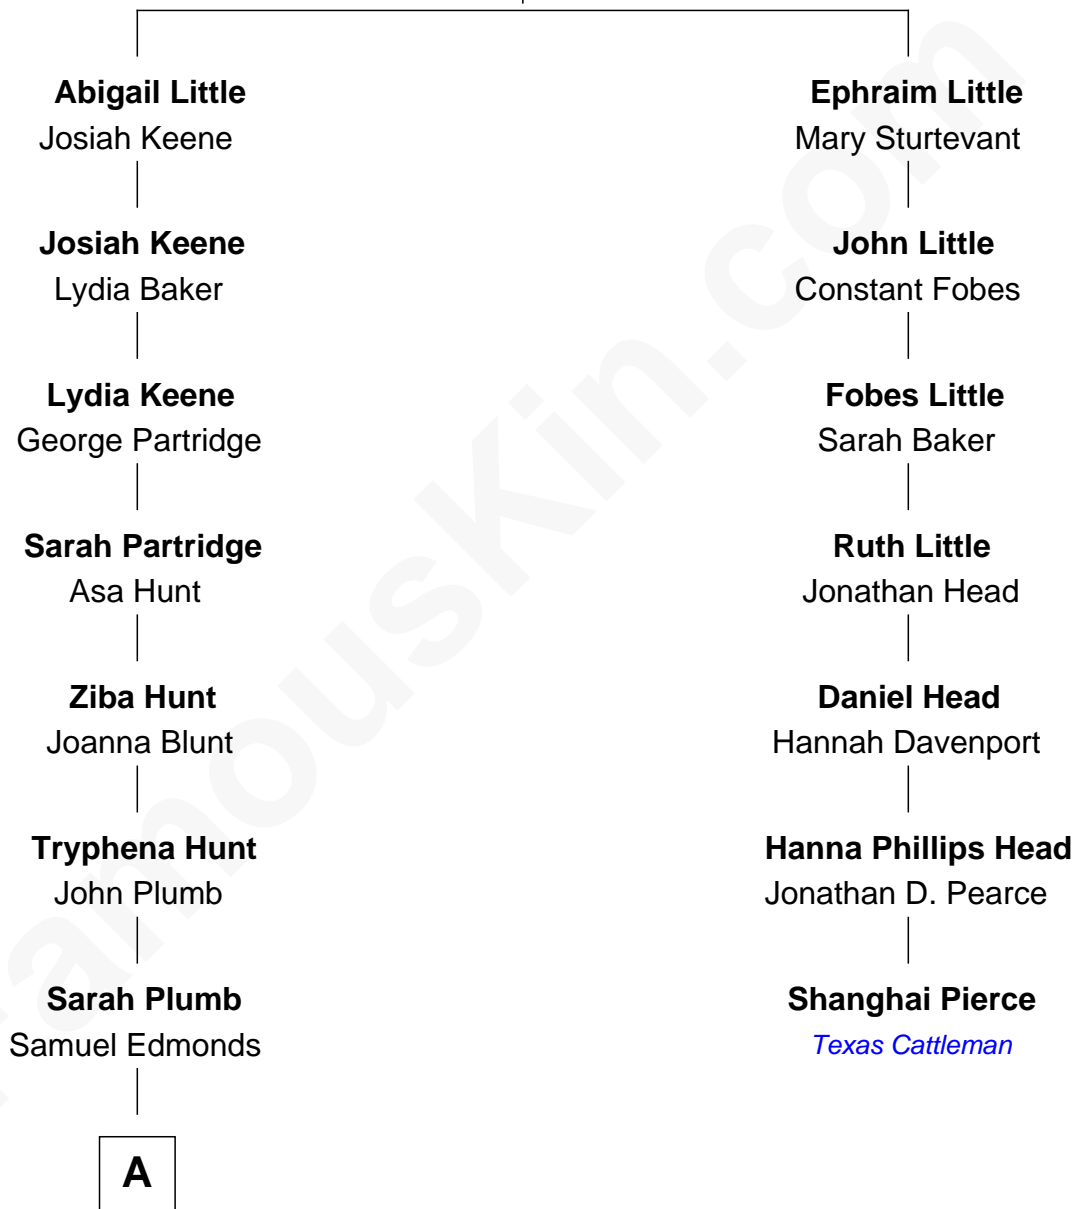 Abigail Little
Josiah Keene
Josiah Keene
Lydia Baker
Lydia Keene
George Partridge
Sarah Partridge
Asa Hunt
Ziba Hunt
Joanna Blunt
Tryphena Hunt
John Plumb
Sarah Plumb
Samuel Edmonds
A
Ephraim Little
Mary Sturtevant
John Little
Constant Fobes
Fobes Little
Sarah Baker
Ruth Little
Jonathan Head
Daniel Head
Hannah Davenport
Hanna Phillips Head
Jonathan D. Pearce
Shanghai Pierce
Texas Cattleman
FamousKin.com